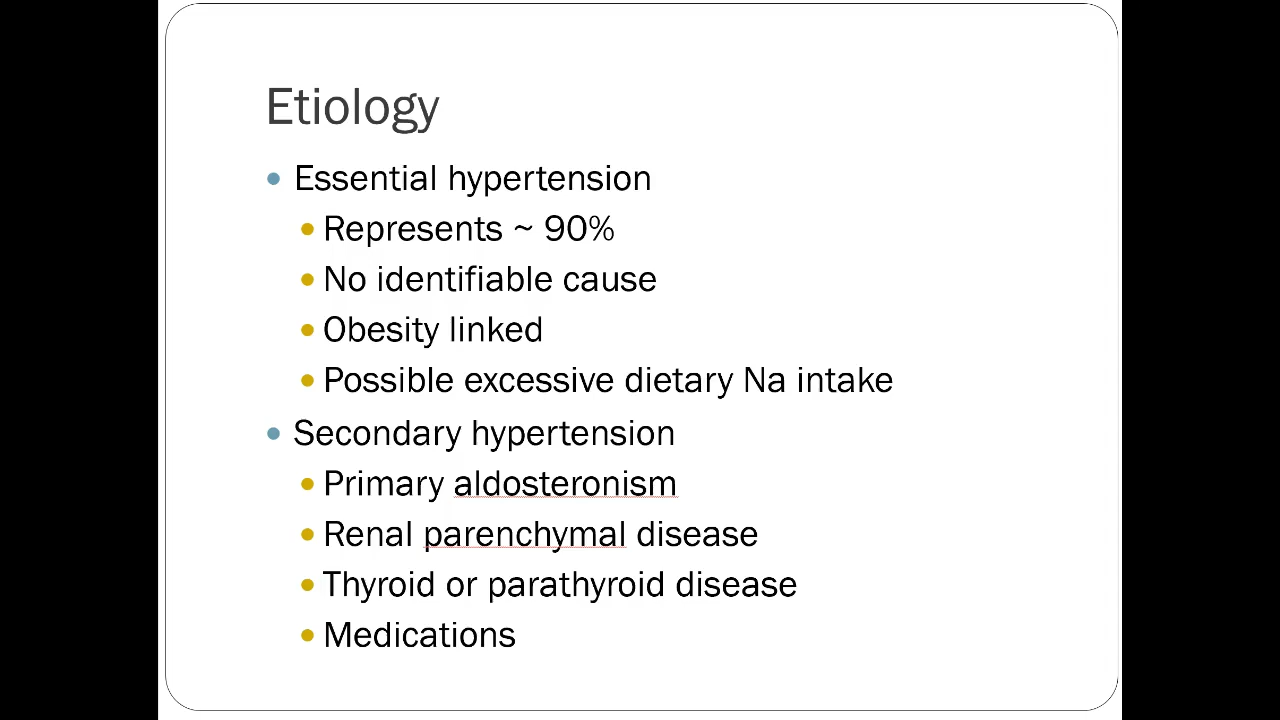 Etiology
Essential hypertension
Represents ~ 90%
No identifiable cause
Obesity linked
Possible excessive dietary Na intake
Secondary hypertension
Primary aldosteronism
Renal parenchymal disease
Thyroid or parathyroid disease
Medications